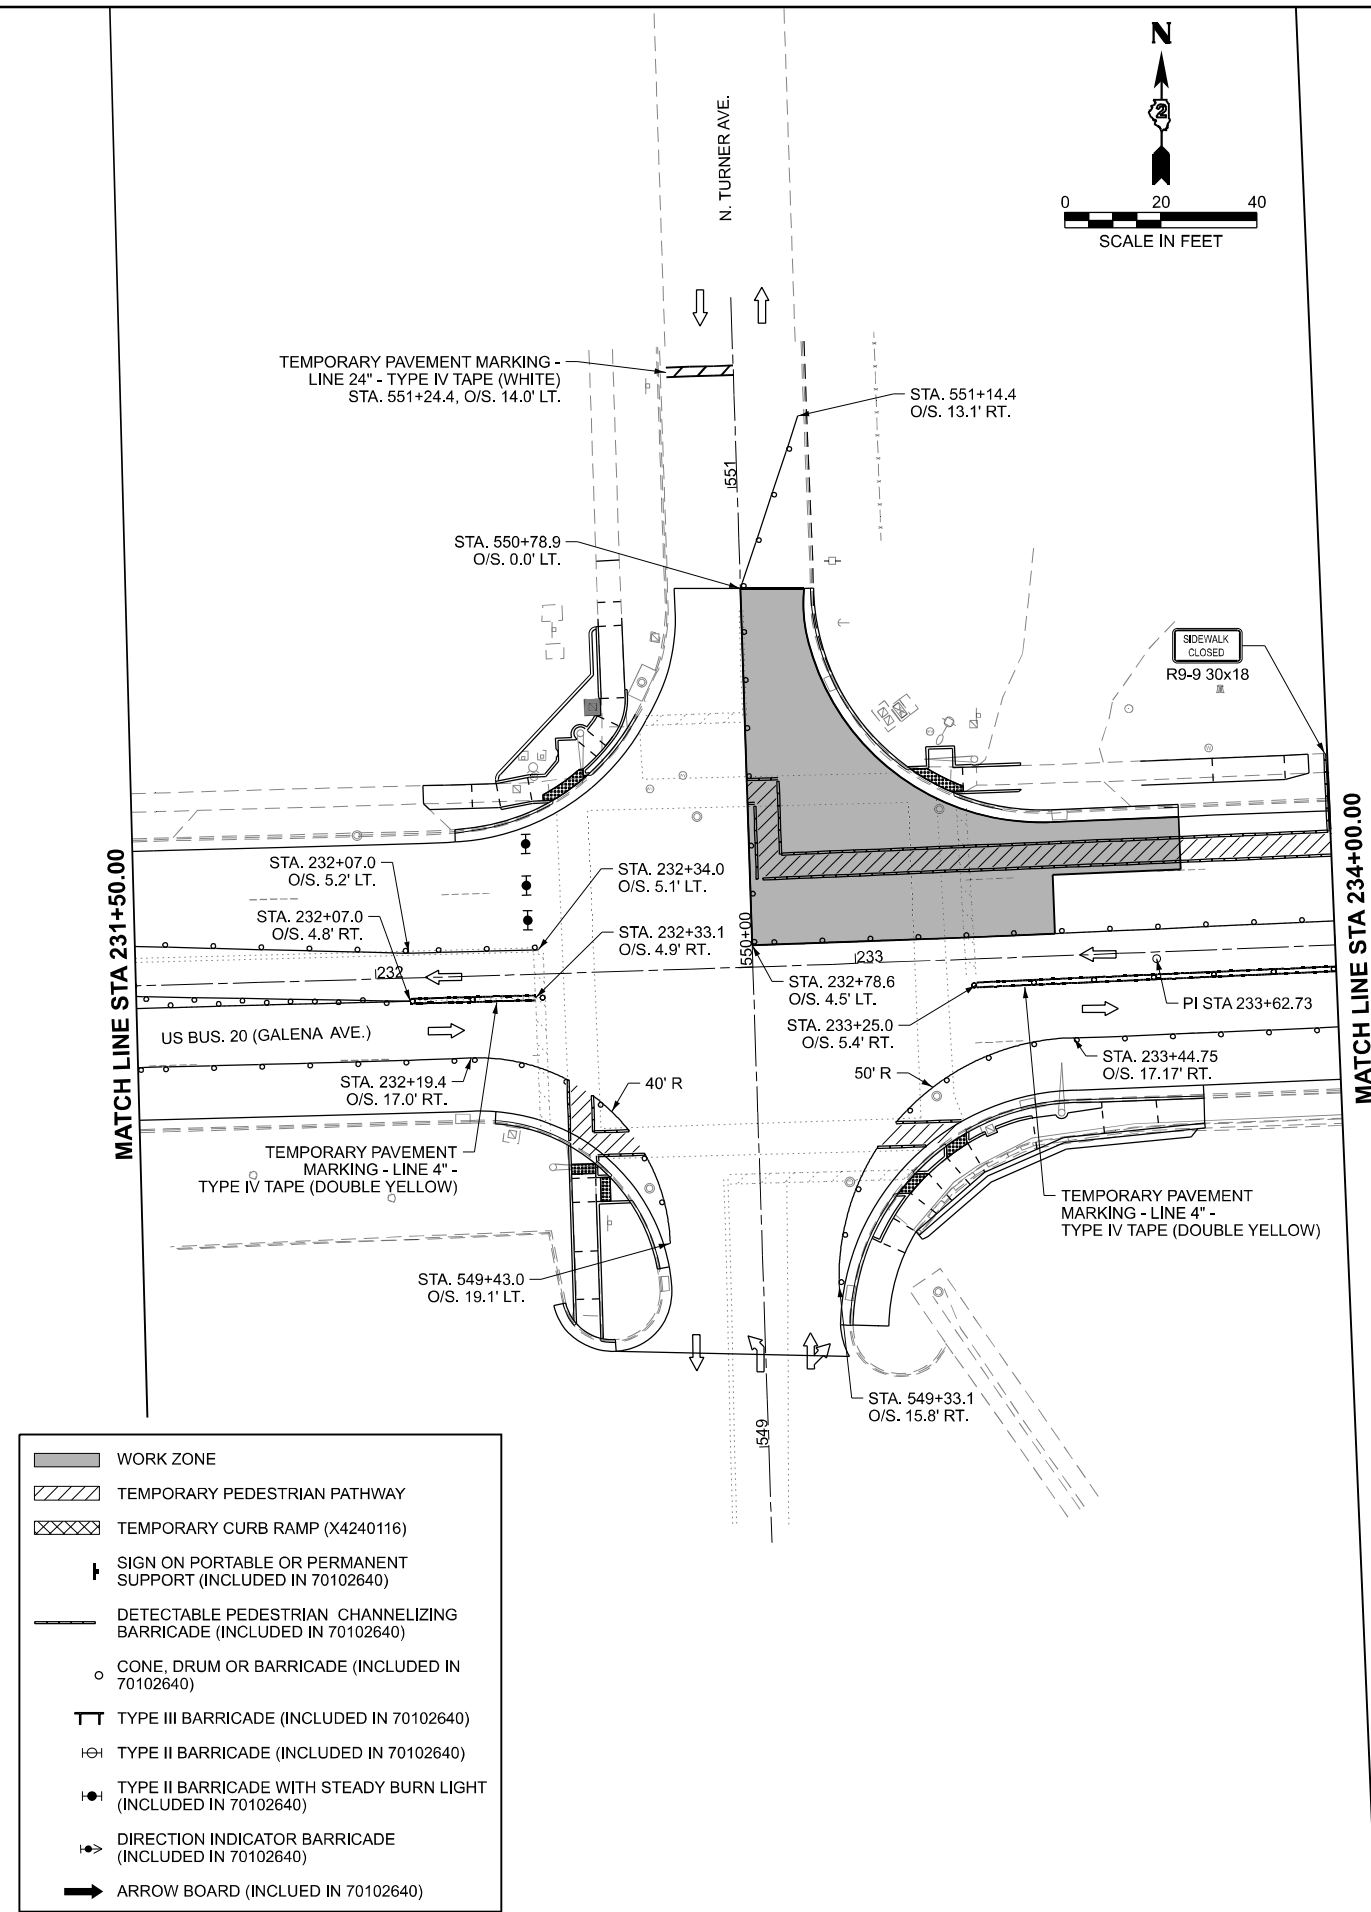 N
2
0 20 40
SCALE IN FEET
N. TURNER AVE.
TEMPORARY PAVEMENT MARKING -
LINE 24" - TYPE IV TAPE (WHITE)
STA. 551+24.4, O/S. 14.0' LT.
STA. 551+14.4
O/S. 13.1' RT.
551
STA. 550+78.9
O/S. 0.0' LT.
SIDEWALK
CLOSED
R9-9 30x18
MATCH LINE STA 231+50.00
MATCH LINE STA 234+00.00
STA. 232+07.0
O/S. 5.2' LT.
STA. 232+34.0
O/S. 5.1' LT.
STA. 232+07.0
O/S. 4.8' RT.
STA. 232+33.1
O/S. 4.9' RT.
550+00
232
233
STA. 232+78.6
O/S. 4.5' LT.
STA. 233+25.0
O/S. 5.4' RT.
PI STA 233+62.73
US BUS. 20 (GALENA AVE.)
STA. 232+19.4
O/S. 17.0' RT.
40' R
50' R
STA. 233+44.75
O/S. 17.17' RT.
TEMPORARY PAVEMENT
MARKING - LINE 4" -
TYPE IV TAPE (DOUBLE YELLOW)
TEMPORARY PAVEMENT
MARKING - LINE 4" -
TYPE IV TAPE (DOUBLE YELLOW)
STA. 549+43.0
O/S. 19.1' LT.
STA. 549+33.1
O/S. 15.8' RT.
549
WORK ZONE
TEMPORARY PEDESTRIAN PATHWAY
TEMPORARY CURB RAMP (X4240116)
SIGN ON PORTABLE OR PERMANENT
SUPPORT (INCLUDED IN 70102640)
DETECTABLE PEDESTRIAN CHANNELIZING
BARRICADE (INCLUDED IN 70102640)
CONE, DRUM OR BARRICADE (INCLUDED IN
70102640)
TYPE III BARRICADE (INCLUDED IN 70102640)
TYPE II BARRICADE (INCLUDED IN 70102640)
TYPE II BARRICADE WITH STEADY BURN LIGHT
(INCLUDED IN 70102640)
DIRECTION INDICATOR BARRICADE
(INCLUDED IN 70102640)
ARROW BOARD (INCLUED IN 70102640)